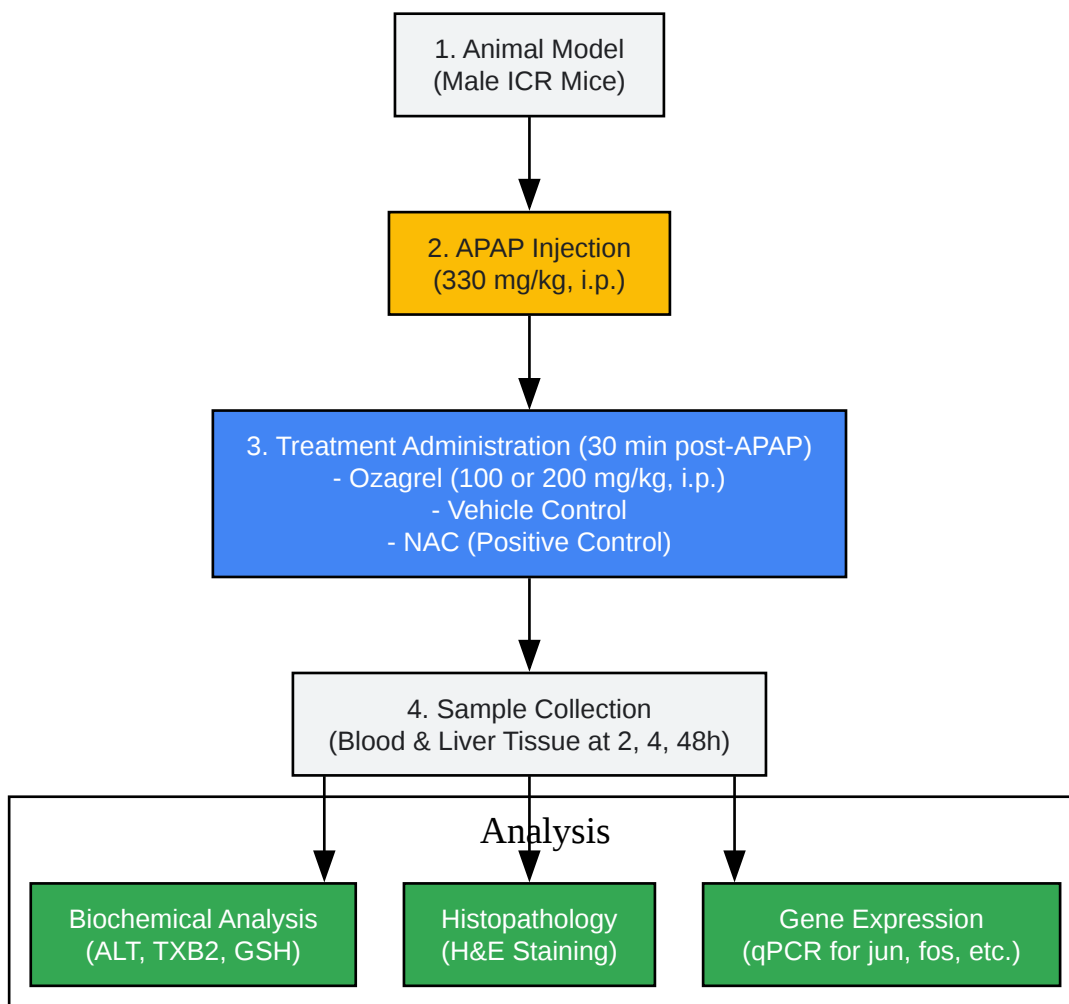 1. Animal Model
(Male ICR Mice)
2. APAP Injection
(330 mg/kg, i.p.)
3. Treatment Administration (30 min post-APAP)
- Ozagrel (100 or 200 mg/kg, i.p.)
- Vehicle Control
- NAC (Positive Control)
4. Sample Collection
(Blood & Liver Tissue at 2, 4, 48h)
Analysis
Biochemical Analysis
(ALT, TXB2, GSH)
Histopathology
(H&E Staining)
Gene Expression
(qPCR for jun, fos, etc.)